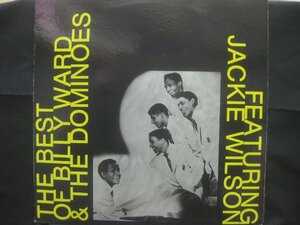 THE BEST
OF BILLY WARD
& THE DOMINOES
FEATURING
JACKIE WILSON